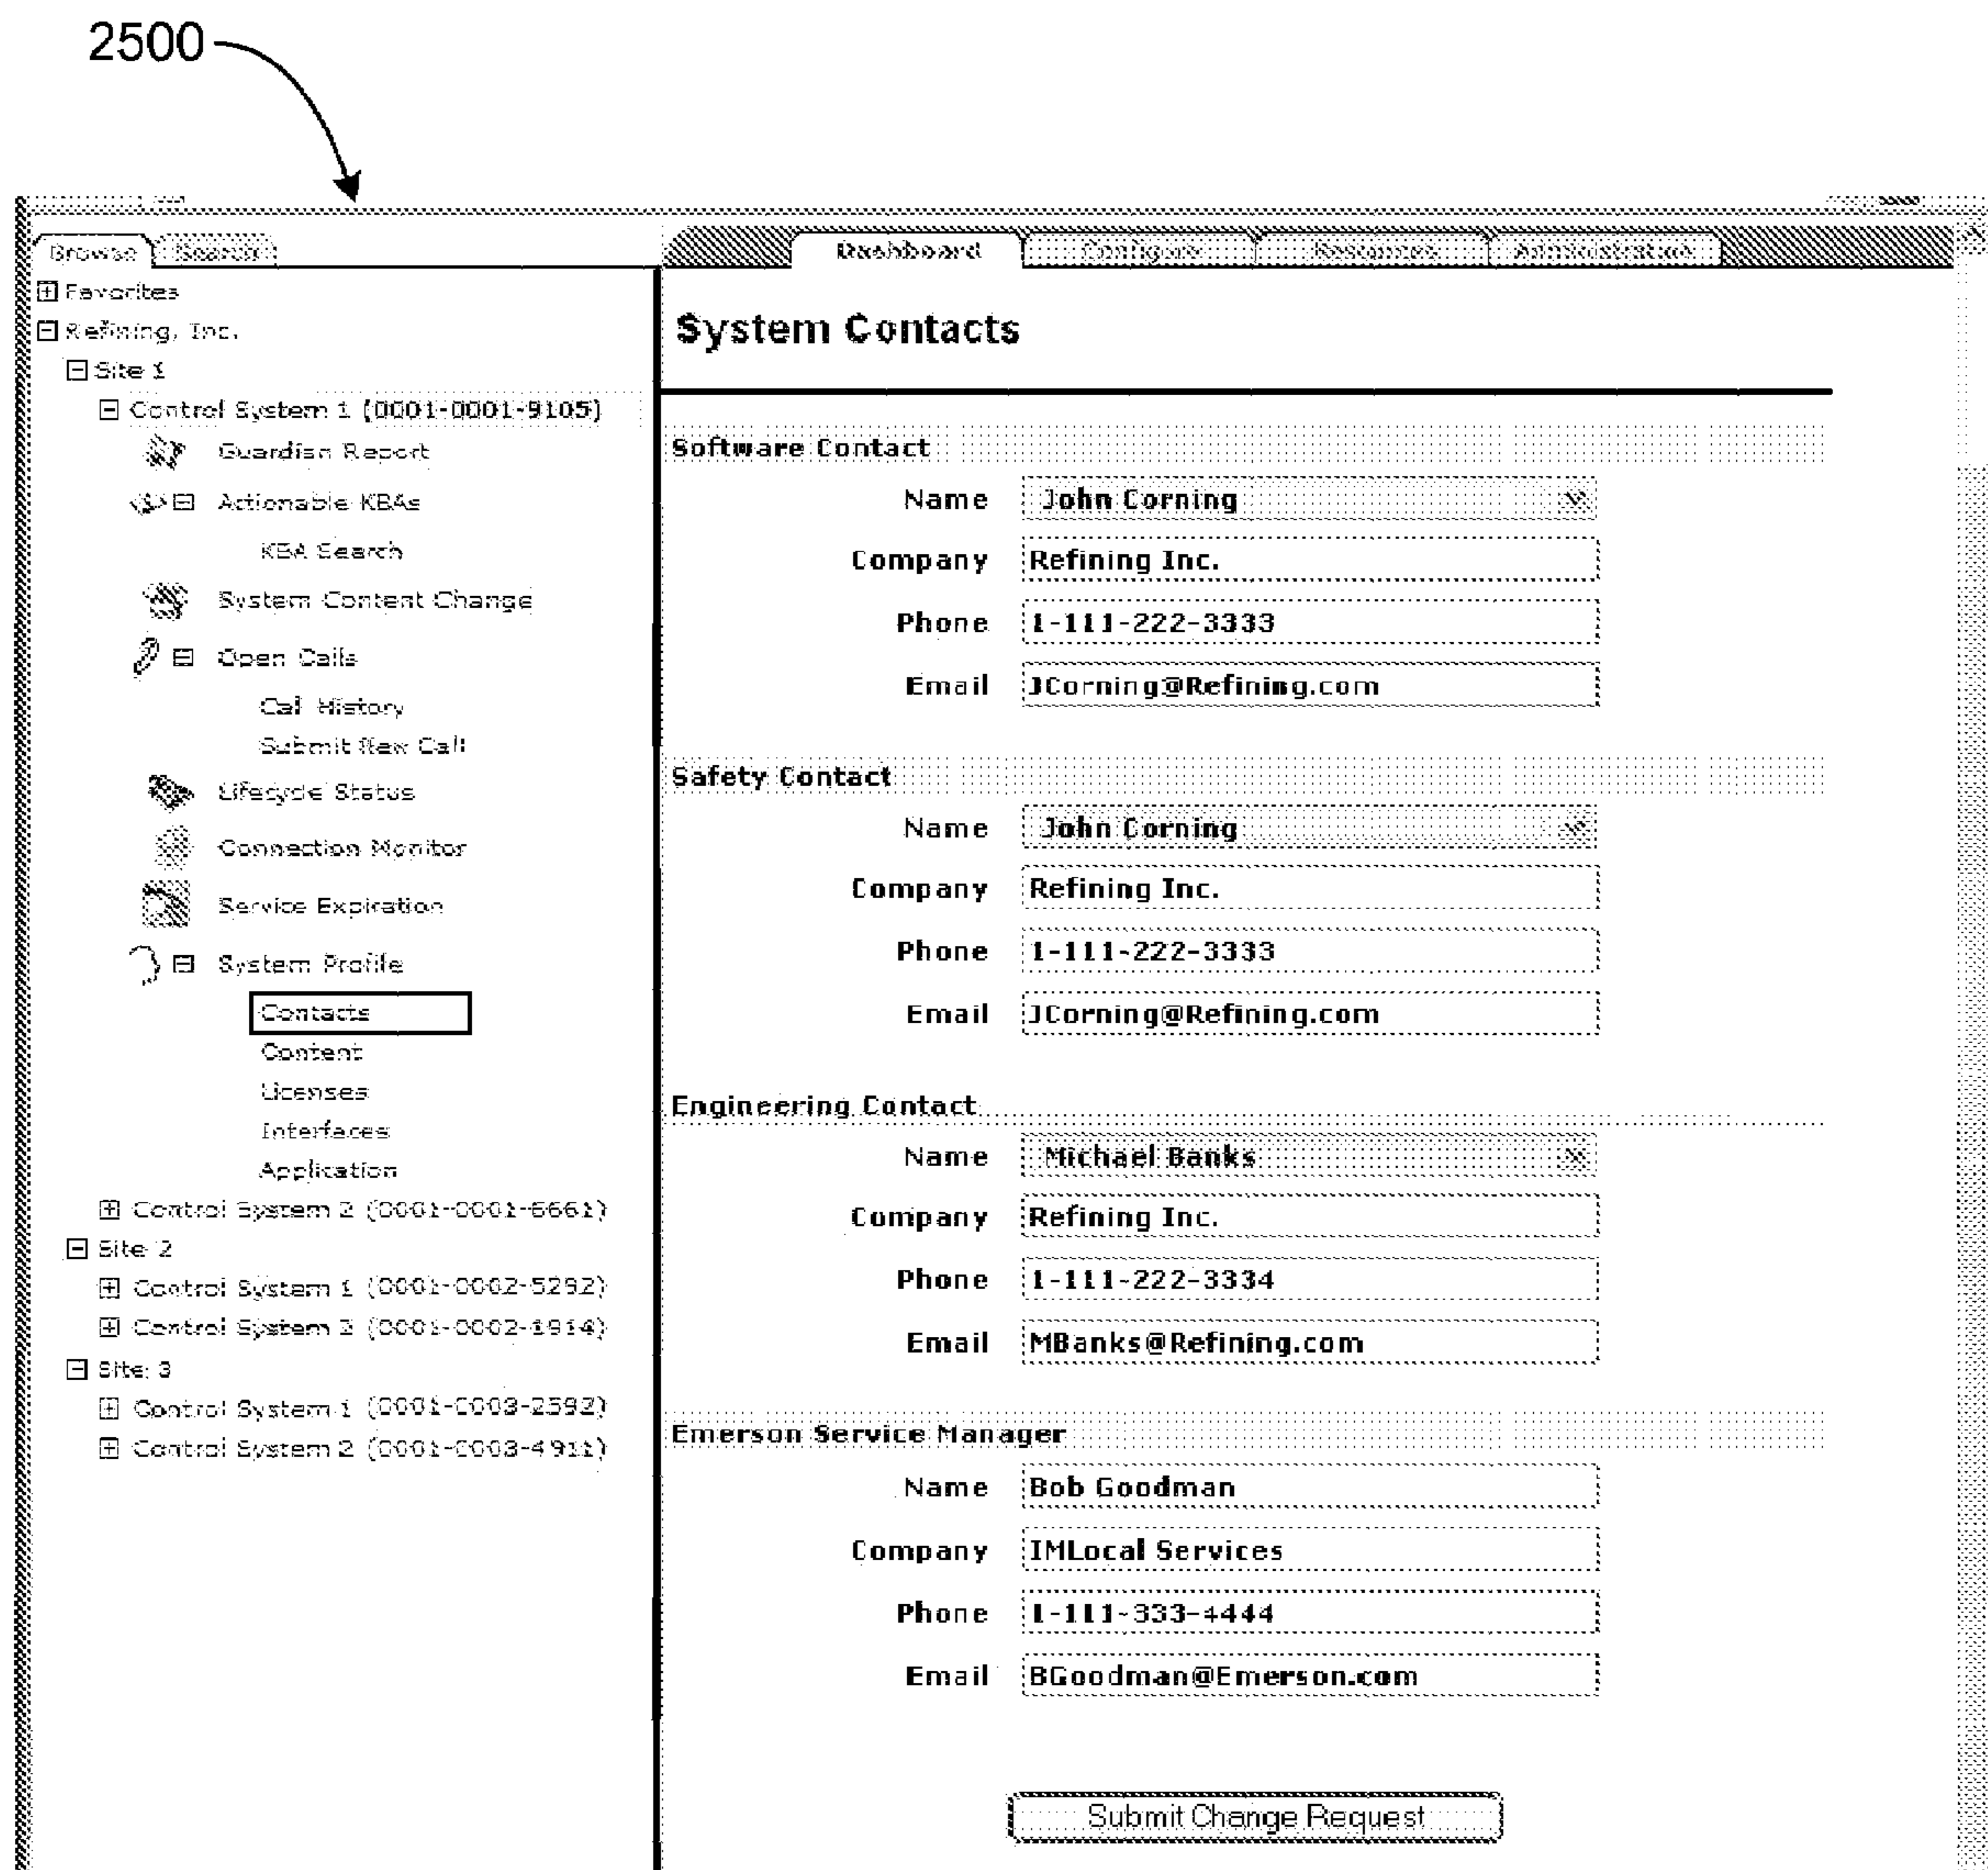 2500
Browse Search
Favorites
Refining, Inc.
Site 1
Control System 1 (0001-0001-9105)
Guardian Report
Actionable KBAs
KBA Search
System Content Change
Open Calls
Call History
Submit New Call
Lifecycle Status
Connection Monitor
Service Expiration
System Profile
Contacts
Content
Licenses
Interfaces
Application
Control System 2 (0001-0001-6661)
Site 2
Control System 1 (0001-0002-5292)
Control System 2 (0001-0002-1914)
Site 3
Control System 1 (0001-0003-2592)
Control System 2 (0001-0003-4911)
Dashboard Configure Resources Administration
System Contacts
Software Contact
Name John Corning
Company Refining Inc.
Phone 1-111-222-3333
Email JCorning@Refining.com
Safety Contact
Name John Corning
Company Refining Inc.
Phone 1-111-222-3333
Email JCorning@Refining.com
Engineering Contact
Name Michael Banks
Company Refining Inc.
Phone 1-111-222-3334
Email MBanks@Refining.com
Emerson Service Manager
Name Bob Goodman
Company IMLocal Services
Phone 1-111-333-4444
Email BGoodman@Emerson.com
Submit Change Request